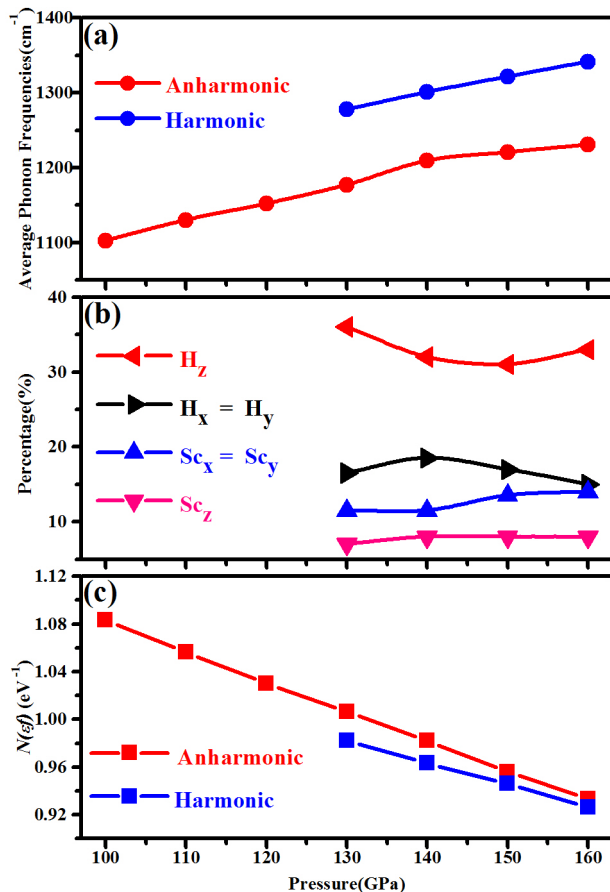 (a)
Average Phonon Frequencies(cm⁻¹)
1400
1300
1200
1100
Anharmonic
Harmonic
(b)
Percentage(%)
40
30
20
10
H_z
H_x = H_y
Sc_x = Sc_y
Sc_z
(c)
N(εf) (eV⁻¹)
1.12
1.08
1.04
1.00
0.96
0.92
Anharmonic
Harmonic
100 110 120 130 140 150 160
Pressure(GPa)